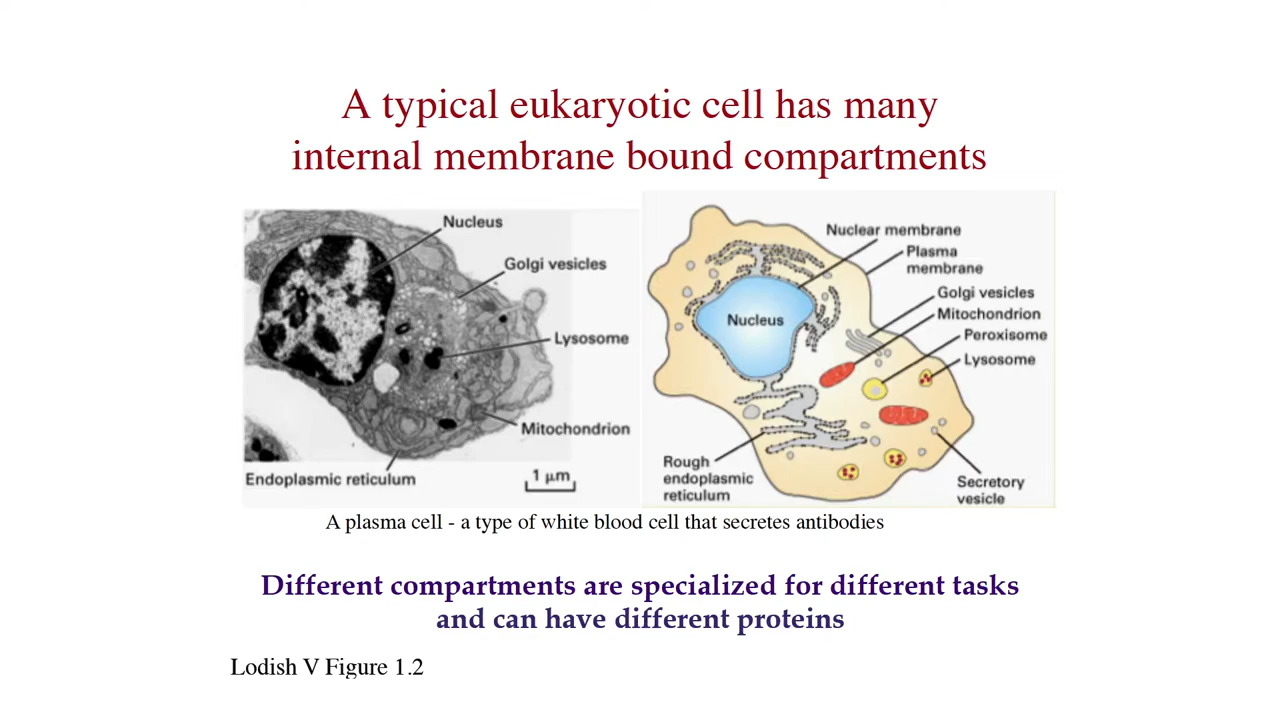 A typical eukaryotic cell has many
internal membrane bound compartments
Nucleus
Golgi vesicles
Lysosome
Mitochondrion
Endoplasmic reticulum
1 μm
Nuclear membrane
Plasma
membrane
Golgi vesicles
Mitochondrion
Peroxisome
Lysosome
Nucleus
Rough
endoplasmic
reticulum
Secretory
vesicle
A plasma cell - a type of white blood cell that secretes antibodies
Different compartments are specialized for different tasks
and can have different proteins
Lodish V Figure 1.2